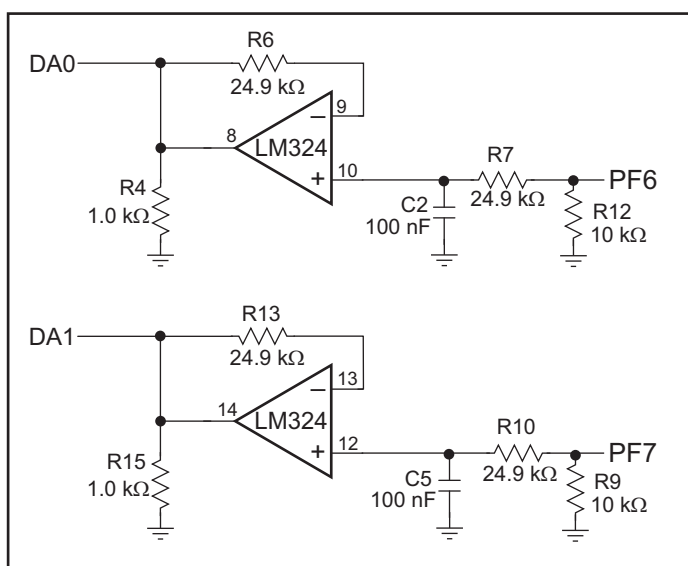 R6
DA0
24.9 kΩ
9
8
–
LM324
+
10
R7
PF6
R4
1.0 kΩ
C2
100 nF
24.9 kΩ
R12
10 kΩ
R13
DA1
24.9 kΩ
13
14
–
LM324
+
12
R10
PF7
R15
1.0 kΩ
C5
100 nF
24.9 kΩ
R9
10 kΩ